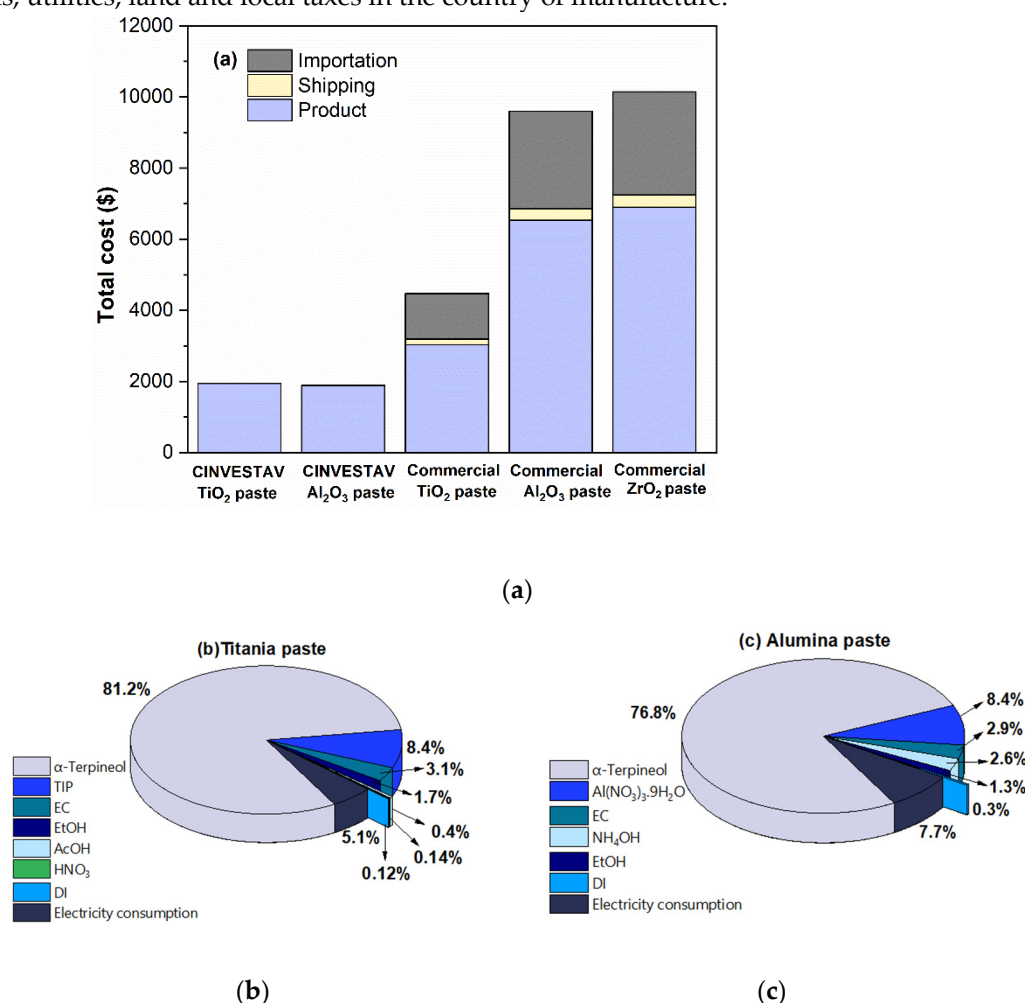 s, utilities, land and local taxes in the country of manufacture.
12000
10000
8000
6000
4000
2000
0
Total cost ($)
(a)
Importation
Shipping
Product
CINVESTAV TiO₂ paste
CINVESTAV Al₂O₃ paste
Commercial TiO₂ paste
Commercial Al₂O₃ paste
Commercial ZrO₂ paste
(a)
(b)Titania paste
81.2%
8.4%
3.1%
1.7%
0.4%
0.14%
0.12%
5.1%
α-Terpineol
TIP
EC
EtOH
AcOH
HNO₃
DI
Electricity consumption
(c) Alumina paste
76.8%
8.4%
2.9%
2.6%
1.3%
0.3%
7.7%
α-Terpineol
Al(NO₃)₃.9H₂O
EC
NH₄OH
EtOH
DI
Electricity consumption
(b)
(c)